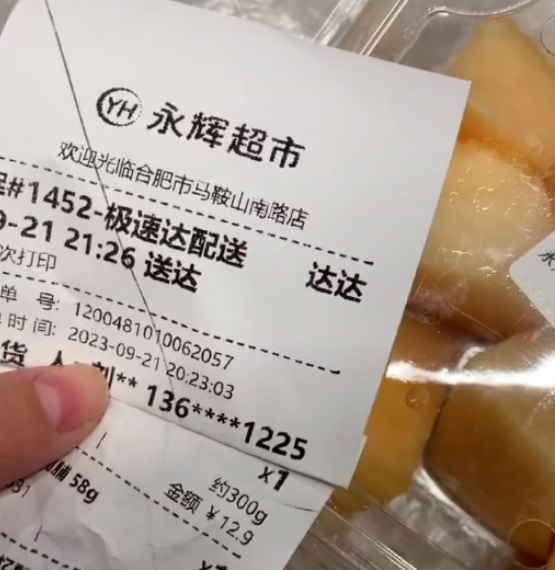 YH 永辉超市
欢迎光临合肥市马鞍山南路店
#1452-极速达配送 达达
9-21 21:26 送达
次打印
单 号: 1200481010062057
单时间: 2023-09-21 20:23:03
货 人: 刘** 136****1225
x1
约300g
脯 58g
金额 ¥12.9